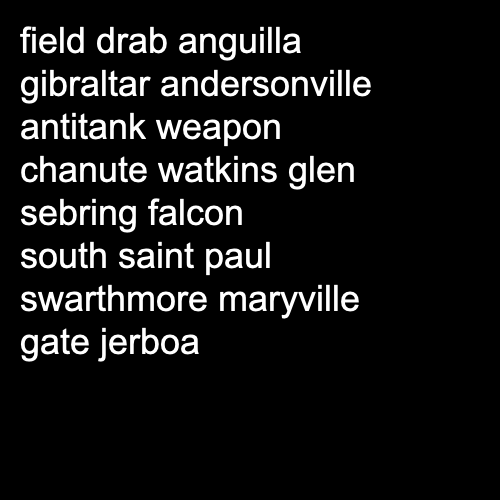 field drab anguilla
gibraltar andersonville
antitank weapon
chanute watkins glen
sebring falcon
south saint paul
swarthmore maryville
gate jerboa